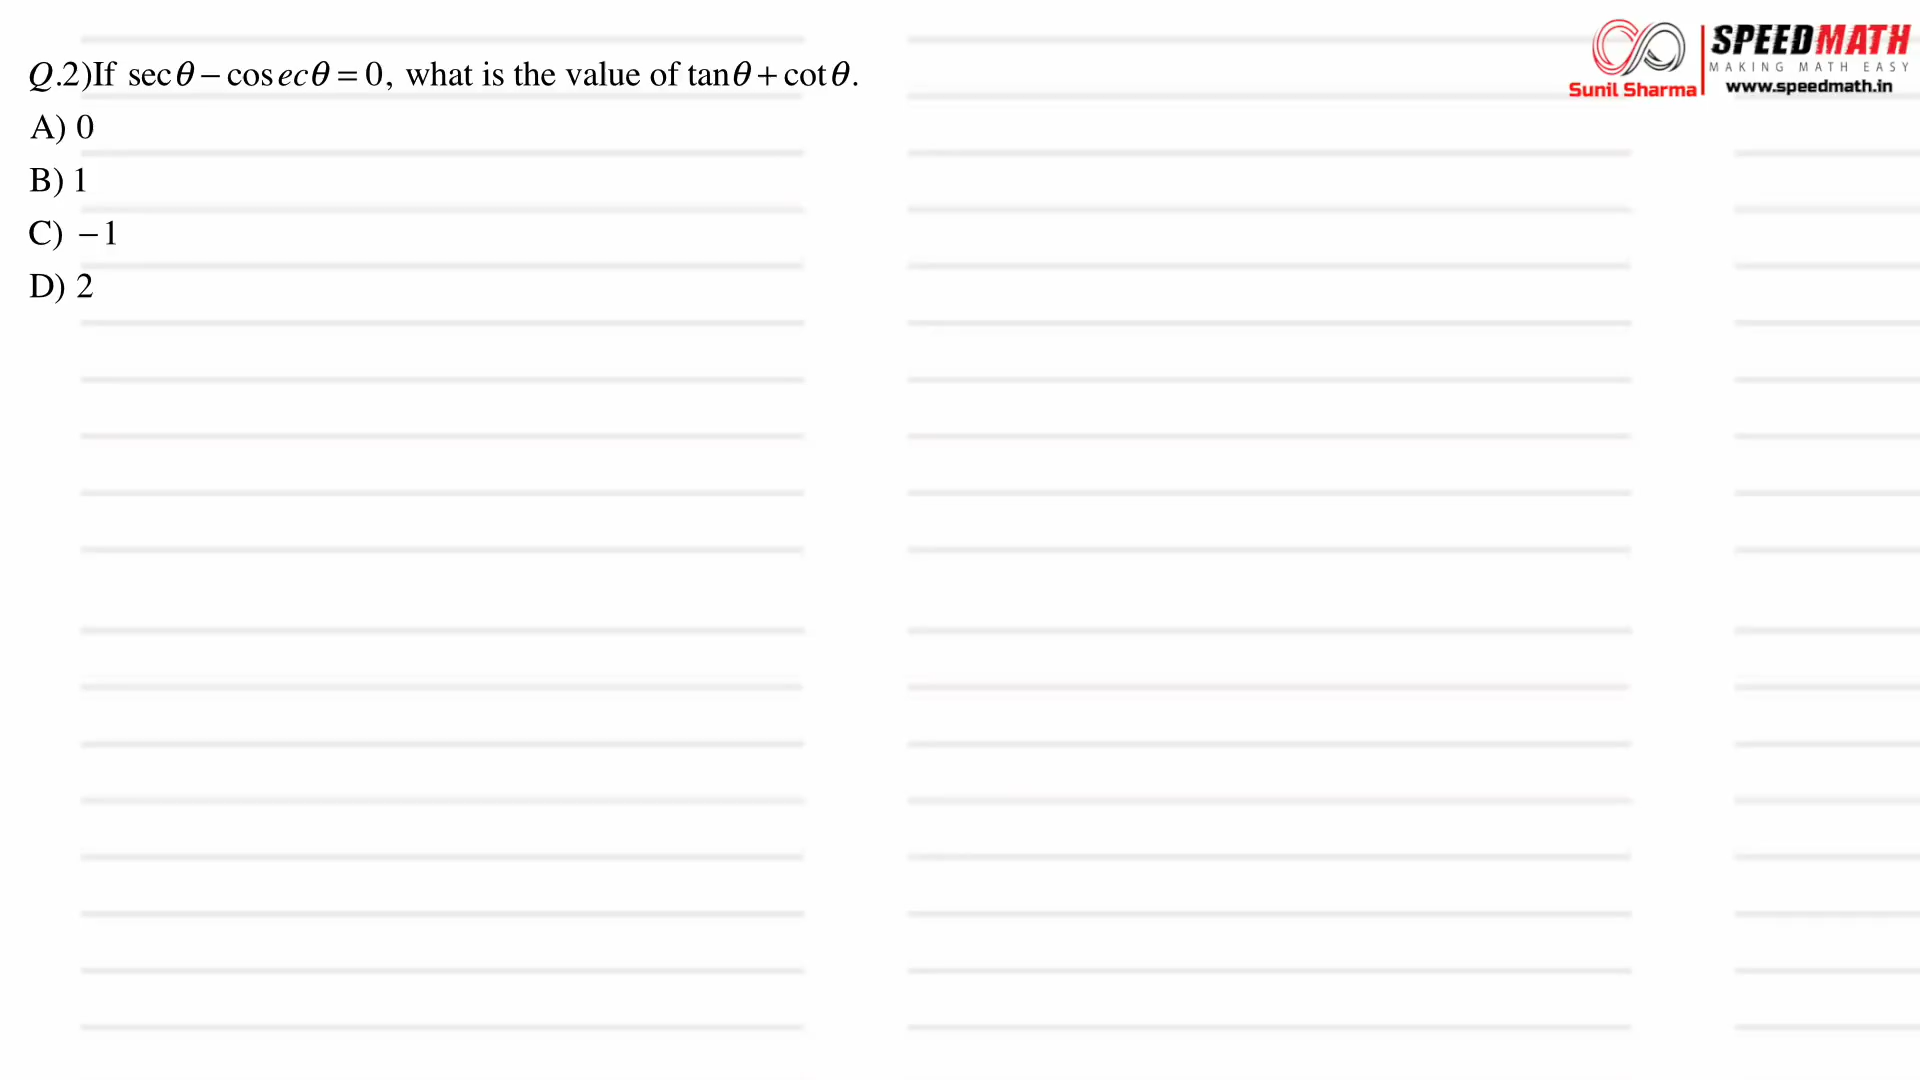 Q.2)If secθ − cosecθ = 0, what is the value of tanθ + cotθ.
A) 0
B) 1
C) −1
D) 2
SPEEDMATH
MAKING MATH EASY
Sunil Sharma
www.speedmath.in